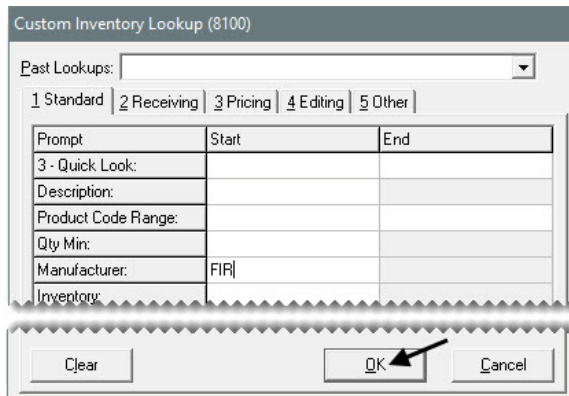 Custom Inventory Lookup (8100)
Past Lookups:
1 Standard 2 Receiving 3 Pricing 4 Editing 5 Other
Prompt Start End
3 - Quick Look:
Description:
Product Code Range:
Qty Min:
Manufacturer: FIR
Inventory:
Clear OK Cancel